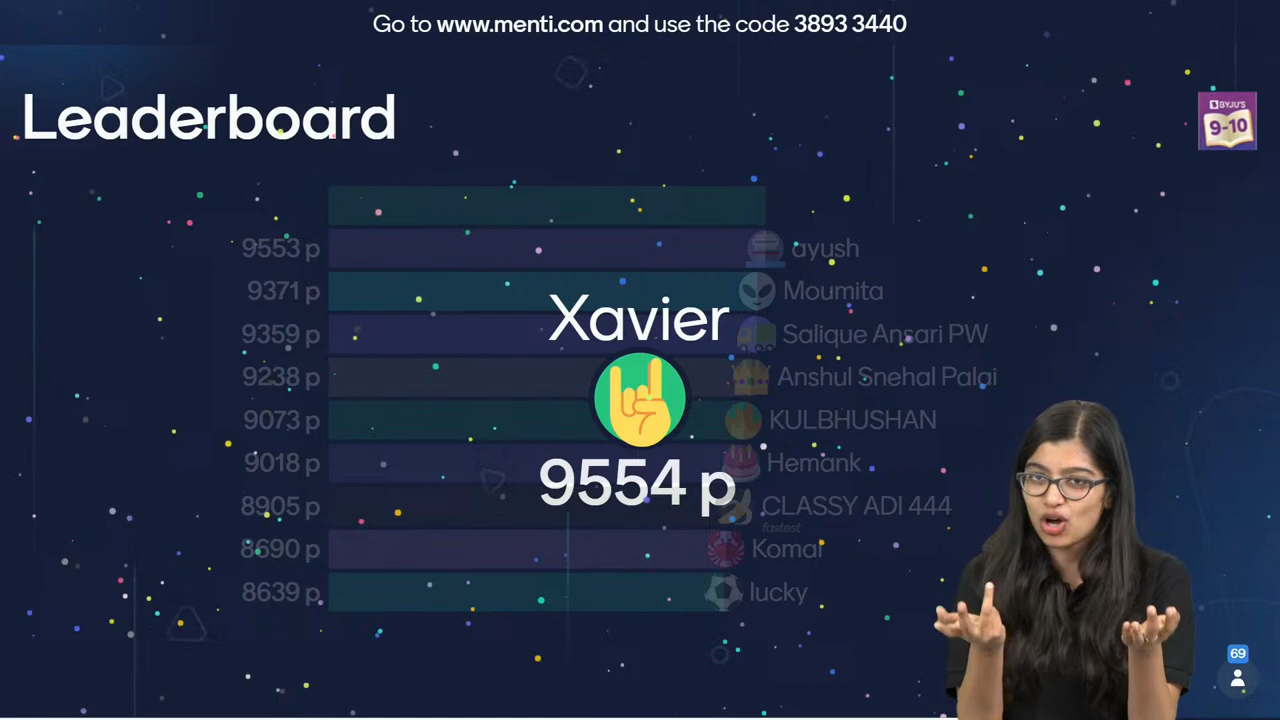 Go to www.menti.com and use the code 3893 3440
Leaderboard
BYJU'S
9-10
9553 p ayush
9371 p Moumita
Xavier
9359 p Salique Ansari PW
9238 p Anshul Snehal Palai
9073 p KULBHUSHAN
9018 p Hemank
9554 p
8905 p CLASSY ADI 444
fastest
8690 p Komal
8639 p lucky
69